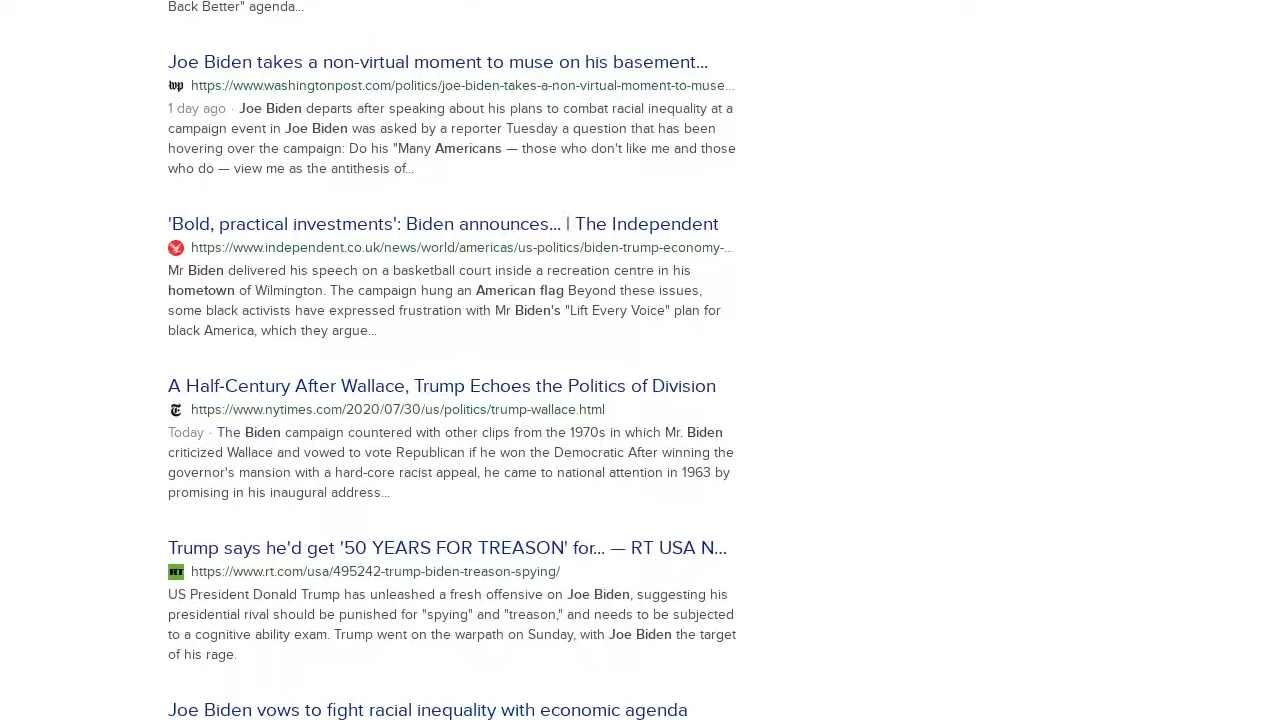 Back Better" agenda...
Joe Biden takes a non-virtual moment to muse on his basement...
wp https://www.washingtonpost.com/politics/joe-biden-takes-a-non-virtual-moment-to-muse...
1 day ago · Joe Biden departs after speaking about his plans to combat racial inequality at a
campaign event in Joe Biden was asked by a reporter Tuesday a question that has been
hovering over the campaign: Do his "Many Americans — those who don't like me and those
who do — view me as the antithesis of...
'Bold, practical investments': Biden announces... | The Independent
https://www.independent.co.uk/news/world/americas/us-politics/biden-trump-economy-...
Mr Biden delivered his speech on a basketball court inside a recreation centre in his
hometown of Wilmington. The campaign hung an American flag Beyond these issues,
some black activists have expressed frustration with Mr Biden's "Lift Every Voice" plan for
black America, which they argue...
A Half-Century After Wallace, Trump Echoes the Politics of Division
T https://www.nytimes.com/2020/07/30/us/politics/trump-wallace.html
Today · The Biden campaign countered with other clips from the 1970s in which Mr. Biden
criticized Wallace and vowed to vote Republican if he won the Democratic After winning the
governor's mansion with a hard-core racist appeal, he came to national attention in 1963 by
promising in his inaugural address...
Trump says he'd get '50 YEARS FOR TREASON' for... — RT USA N...
RT https://www.rt.com/usa/495242-trump-biden-treason-spying/
US President Donald Trump has unleashed a fresh offensive on Joe Biden, suggesting his
presidential rival should be punished for "spying" and "treason," and needs to be subjected
to a cognitive ability exam. Trump went on the warpath on Sunday, with Joe Biden the target
of his rage.
Joe Biden vows to fight racial inequality with economic agenda